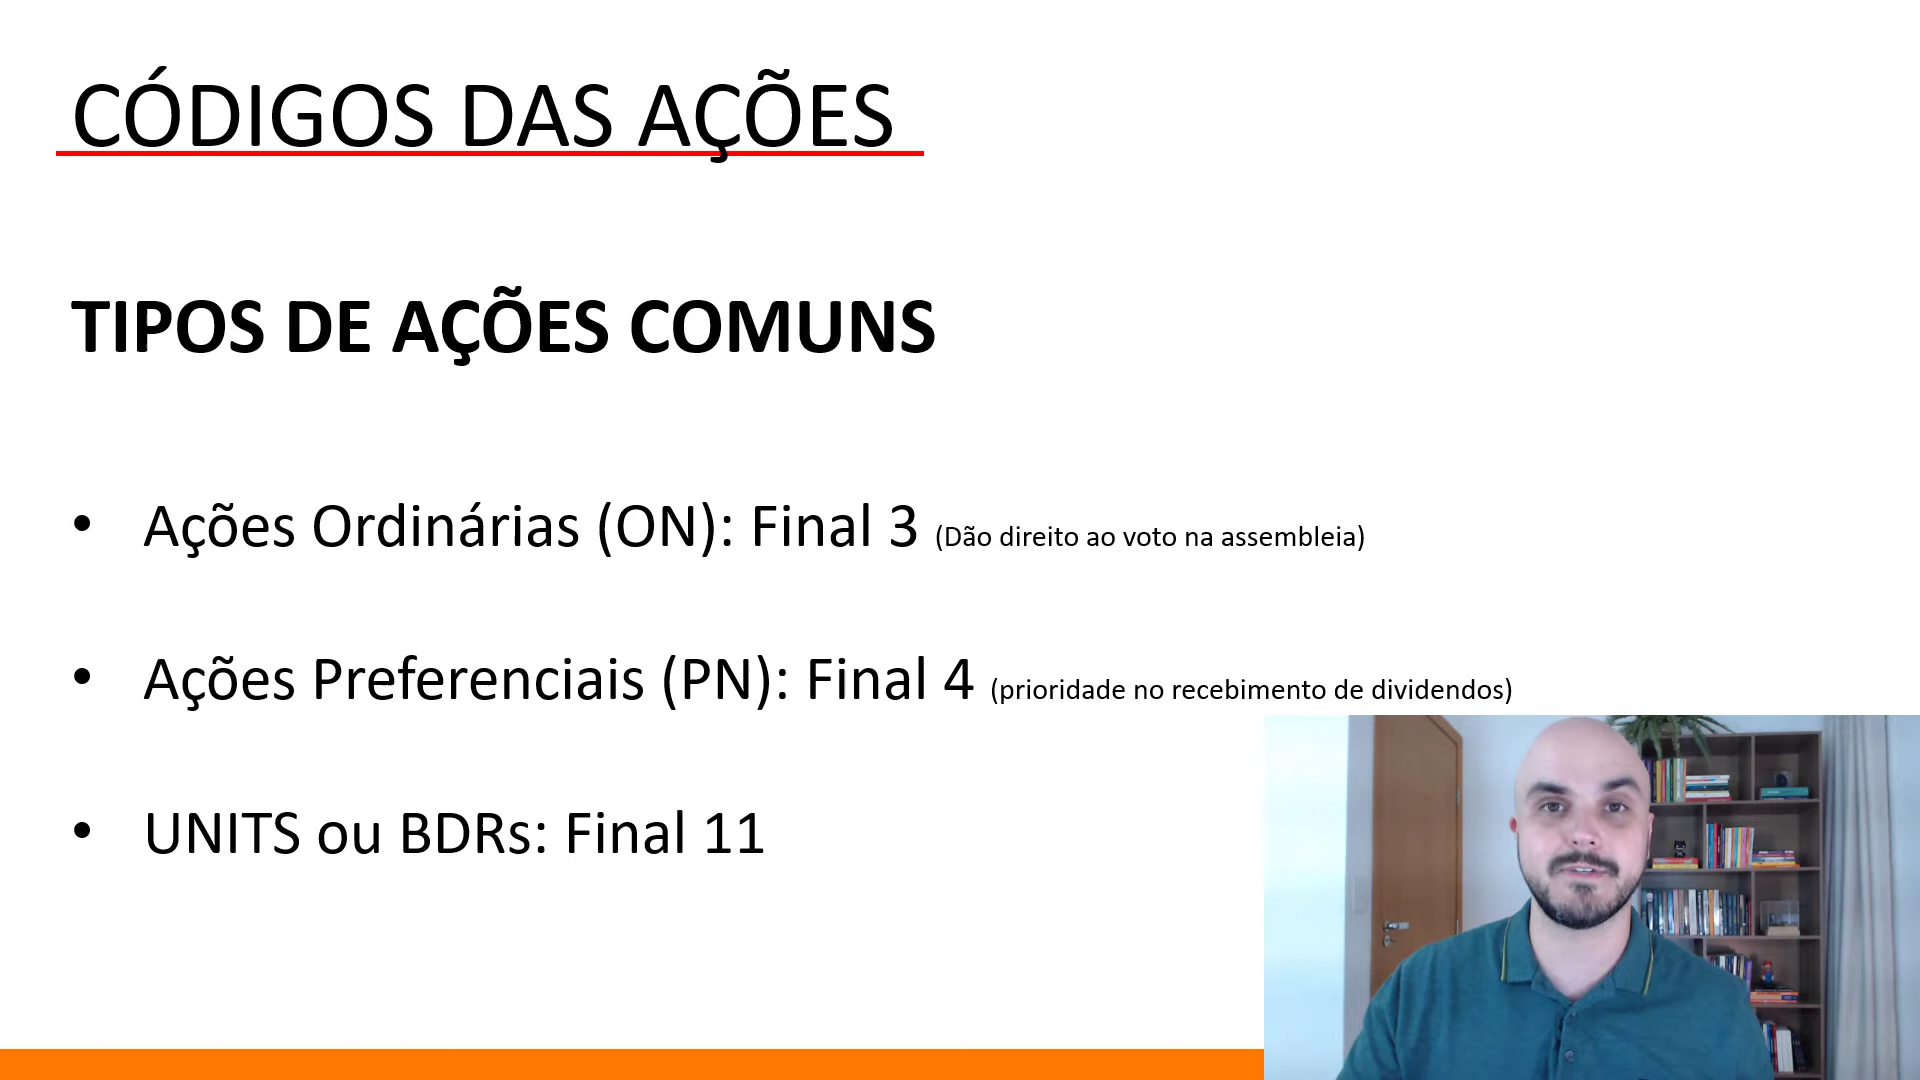 CÓDIGOS DAS AÇÕES
TIPOS DE AÇÕES COMUNS
• Ações Ordinárias (ON): Final 3 (Dão direito ao voto na assembleia)
• Ações Preferenciais (PN): Final 4 (prioridade no recebimento de dividendos)
• UNITS ou BDRs: Final 11